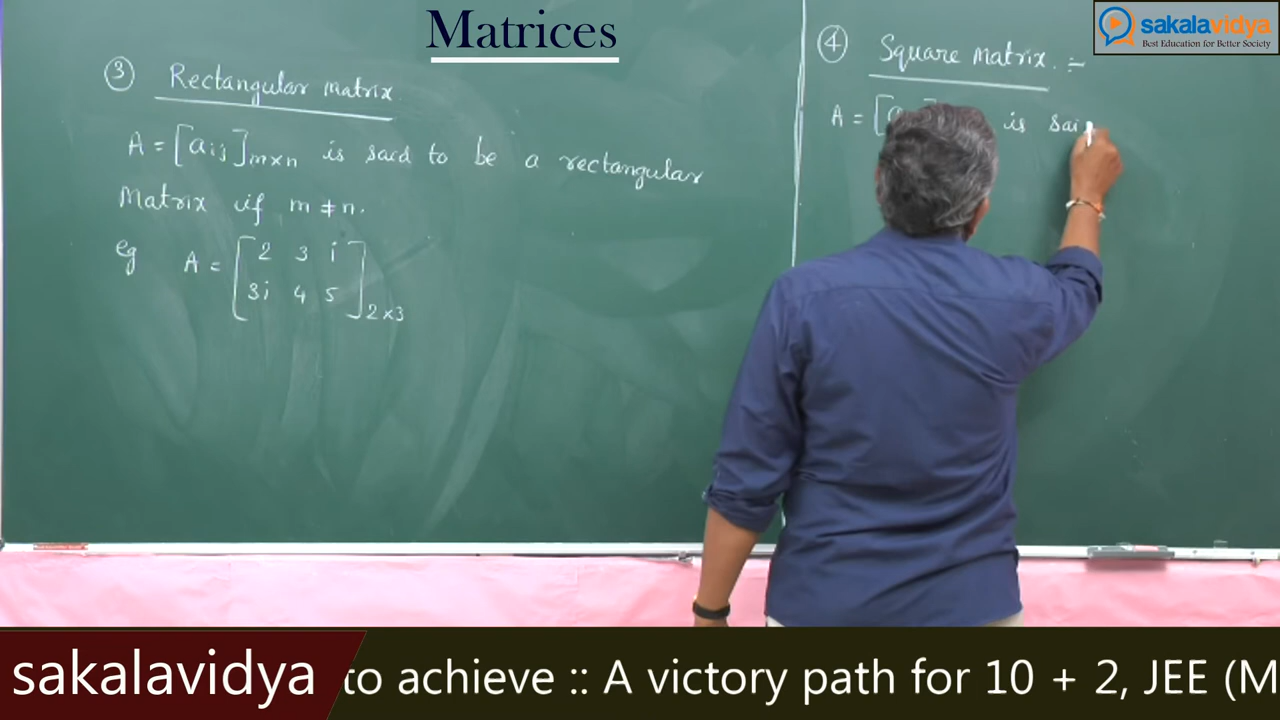 Matrices
sakalavidya
Best Education for Better Society
③ Rectangular matrix
A = [aij]m×n is said to be a rectangular
Matrix if m ≠ n.
eg A = [2 3 i
3i 4 5]2×3
④ Square matrix :-
A = [a is sai
sakalavidya to achieve :: A victory path for 10 + 2, JEE (M